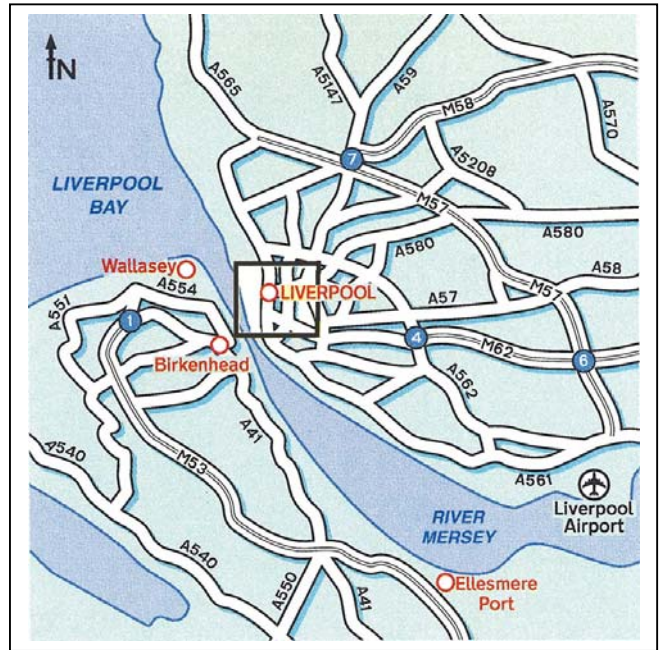 N
A565
A5147
A59
M58
A570
7
A5208
LIVERPOOL
BAY
M57
A580
A580
Wallasey
A554
LIVERPOOL
A58
M57
A57
A551
1
4
M62
6
Birkenhead
A562
A41
A540
M53
A561
Liverpool
Airport
RIVER
MERSEY
A540
A550
A41
Ellesmere
Port